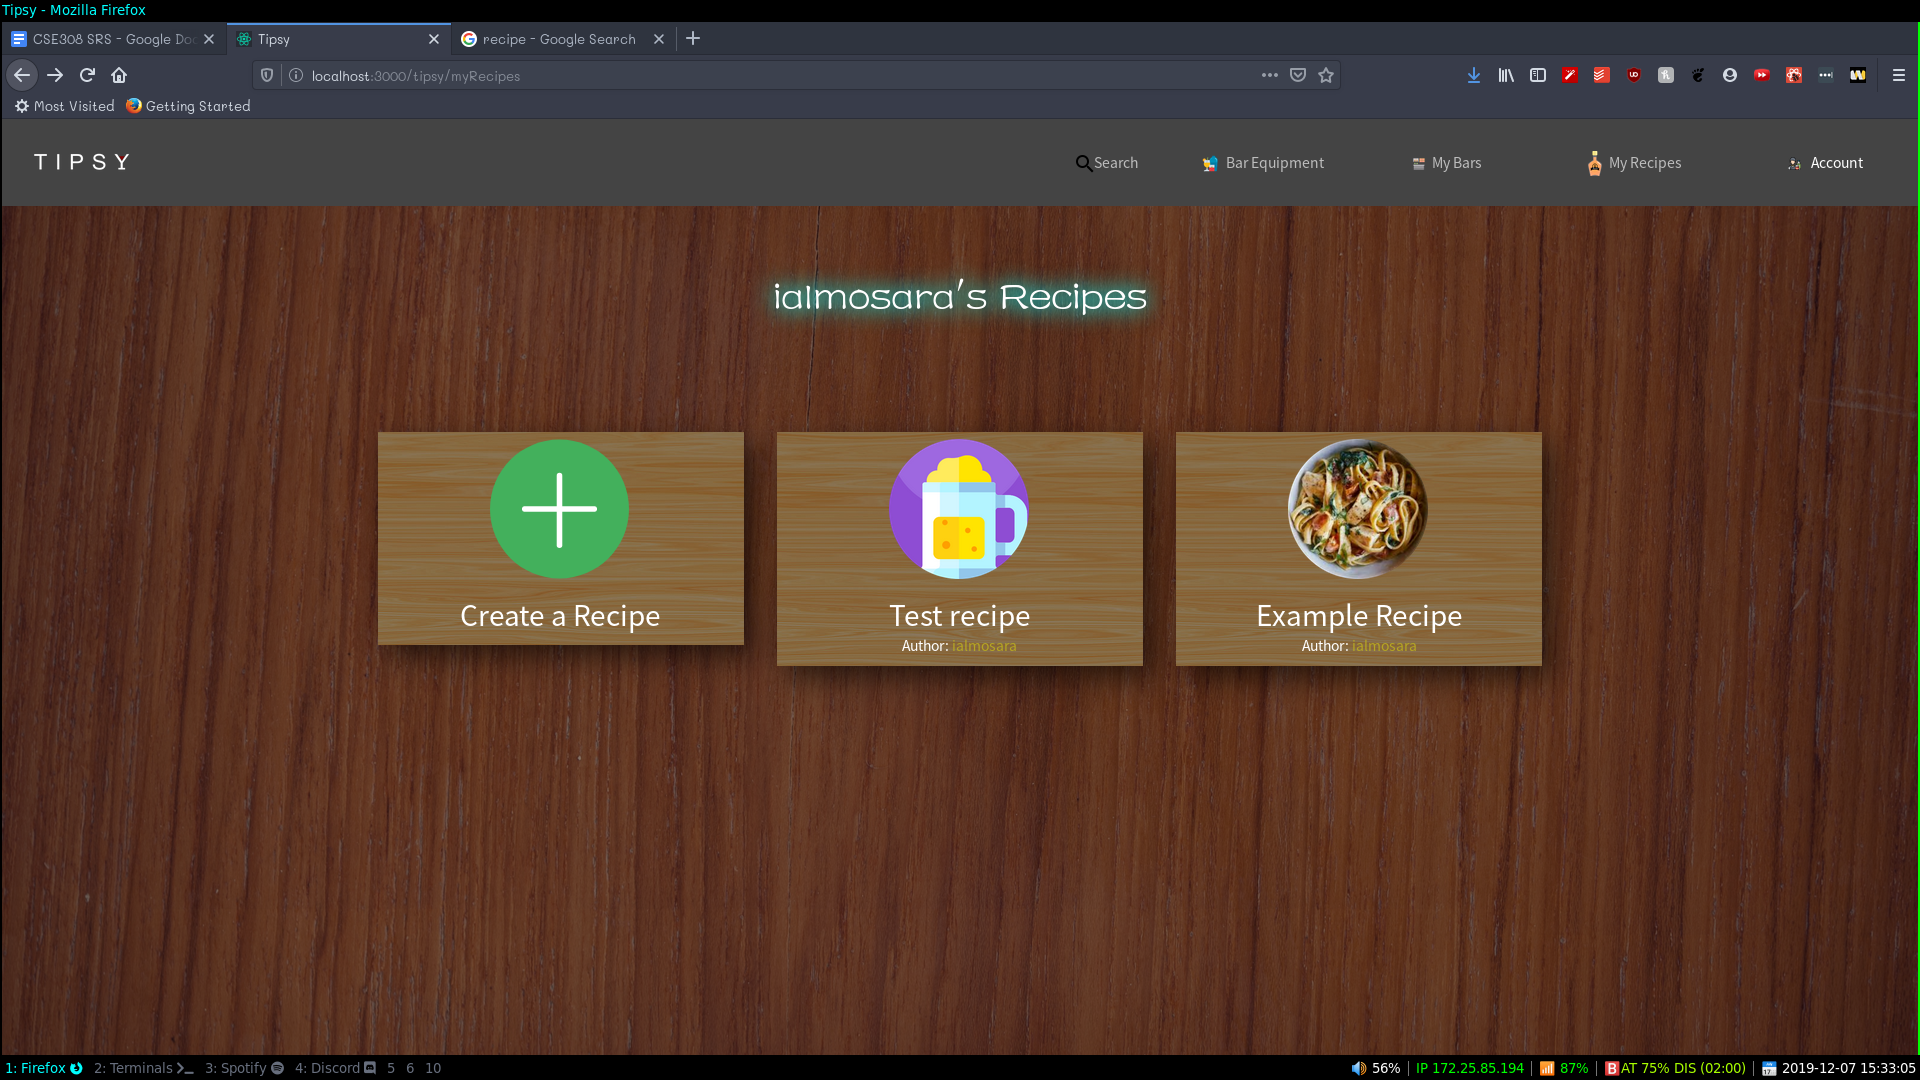 Tipsy - Mozilla Firefox
CSE308 SRS - Google Doc
Tipsy
recipe - Google Search
localhost:3000/tipsy/myRecipes
Most Visited
Getting Started
TIPSY
Search
Bar Equipment
My Bars
My Recipes
Account
ialmosara's Recipes
Create a Recipe
Test recipe
Author: ialmosara
Example Recipe
Author: ialmosara
1: Firefox 2: Terminals 3: Spotify 4: Discord 5 6 10
56% | IP 172.25.85.194 | 87% | BAT 75% DIS (02:00) | 2019-12-07 15:33:05